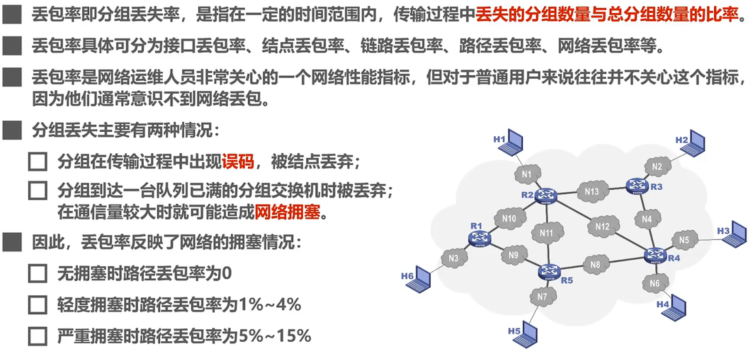 丢包率即分组丢失率，是指在一定的时间范围内，传输过程中丢失的分组数量与总分组数量的比率。
丢包率具体可分为接口丢包率、结点丢包率、链路丢包率、路径丢包率、网络丢包率等。
丢包率是网络运维人员非常关心的一个网络性能指标，但对于普通用户来说往往并不关心这个指标，
因为他们通常意识不到网络丢包。
分组丢失主要有两种情况：
分组在传输过程中出现误码，被结点丢弃；
分组到达一台队列已满的分组交换机时被丢弃；
在通信量较大时就可能造成网络拥塞。
因此，丢包率反映了网络的拥塞情况：
无拥塞时路径丢包率为0
轻度拥塞时路径丢包率为1%~4%
严重拥塞时路径丢包率为5%~15%
H1
H2
N1
N2
R2
N13
R3
N10
N4
H3
R1
N11
N12
N5
N3
N9
R4
H6
R5
N8
N6
N7
H4
H5